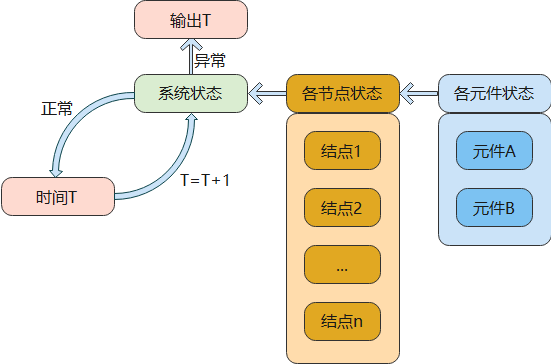 输出T
异常
系统状态
各节点状态
各元件状态
正常
结点1
元件A
T=T+1
时间T
结点2
元件B
...
结点n